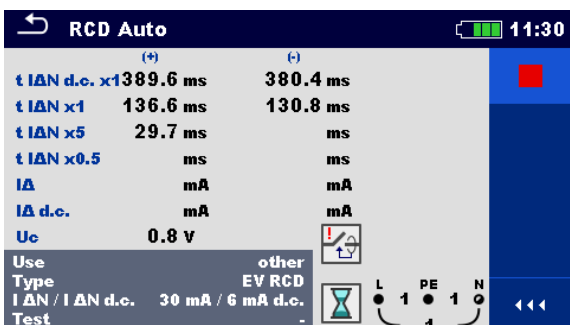 RCD Auto 11:30
(+) (-)
t IΔN d.c. x1 389.6 ms 380.4 ms
t IΔN x1 136.6 ms 130.8 ms
t IΔN x5 29.7 ms ms
t IΔN x0.5 ms ms
IΔ mA mA
IΔ d.c. mA mA
Uc 0.8 V
Use other
Type EV RCD
I ΔN / I ΔN d.c. 30 mA / 6 mA d.c.
Test -
L PE N
1 1
1